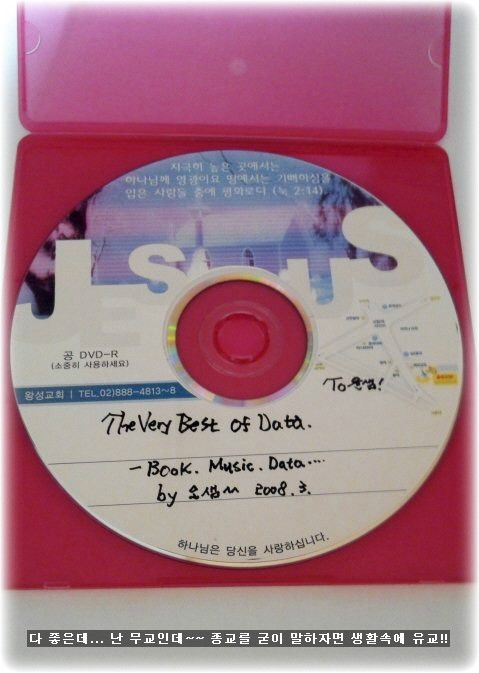 지극히 높은 곳에서는
하나님께 영광이요 땅에서는 기뻐하심을
입은 사람들 중에 평화로다 (눅 2:14).
JESUS
공 DVD-R
(소중히 사용하세요)
왕성교회 | TEL.02)888-4813~8
To 윤샘!
The Very Best of Data.
- Book. Music. Data....
by 2008. 3.
하나님은 당신을 사랑하십니다.
다 좋은데... 난 무교인데~~ 종교를 굳이 말하자면 생활속에 유교!!